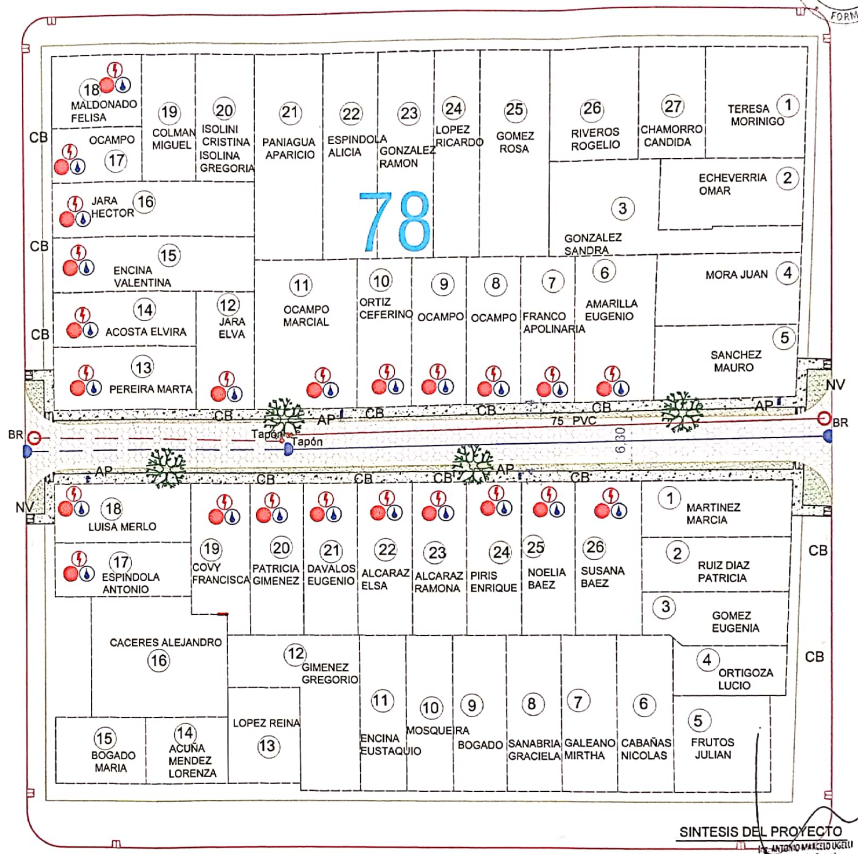 FORM
18
MALDONADO
FELISA
OCAMPO
17
19
COLMAN
MIGUEL
20
ISOLINI
CRISTINA
ISOLINA
GREGORIA
21
PANIAGUA
APARICIO
22
ESPINDOLA
ALICIA
23
GONZALEZ
RAMON
24
LOPEZ
RICARDO
25
GOMEZ
ROSA
26
RIVEROS
ROGELIO
27
CHAMORRO
CANDIDA
TERESA 1
MORINIGO
ECHEVERRIA 2
OMAR
3
GONZALEZ
SANDRA
CB
JARA 16
HECTOR
78
CB
15
ENCINA
VALENTINA
MORA JUAN 4
14
ACOSTA ELVIRA
12
JARA
ELVA
11
OCAMPO
MARCIAL
10
ORTIZ
CEFERINO
9
OCAMPO
8
OCAMPO
7
FRANCO
APOLINARIA
6
AMARILLA
EUGENIO
CB
5
SANCHEZ
MAURO
13
PEREIRA MARTA
NV
CB AP CB CB CB AP
BR Tapón 75 PVC BR
Tapón
6.30
AP CB CB CB AP CB
NV NV
18
LUISA MERLO
17
ESPINDOLA
ANTONIO
19
COVY
FRANCISCA
20
PATRICIA
GIMENEZ
21
DAVALOS
EUGENIO
22
ALCARAZ
ELSA
23
ALCARAZ
RAMONA
24
PIRIS
ENRIQUE
25
NOELIA
BAEZ
26
SUSANA
BAEZ
1
MARTINEZ
MARCIA
2
RUIZ DIAZ
PATRICIA
CB
3
GOMEZ
EUGENIA
CB
4
ORTIGOZA
LUCIO
CACERES ALEJANDRO
16
12
GIMENEZ
GREGORIO
LOPEZ REINA
13
11
ENCINA
EUSTAQUIO
10
MOSQUEIRA
9
BOGADO
8
SANABRIA
GRACIELA
7
GALEANO
MIRTHA
6
CABAÑAS
NICOLAS
5
FRUTOS
JULIAN
15
BOGADO
MARIA
14
ACUÑA
MENDEZ
LORENZA
SINTESIS DEL PROYECTO
ANTONIO MARCELO UGELLI